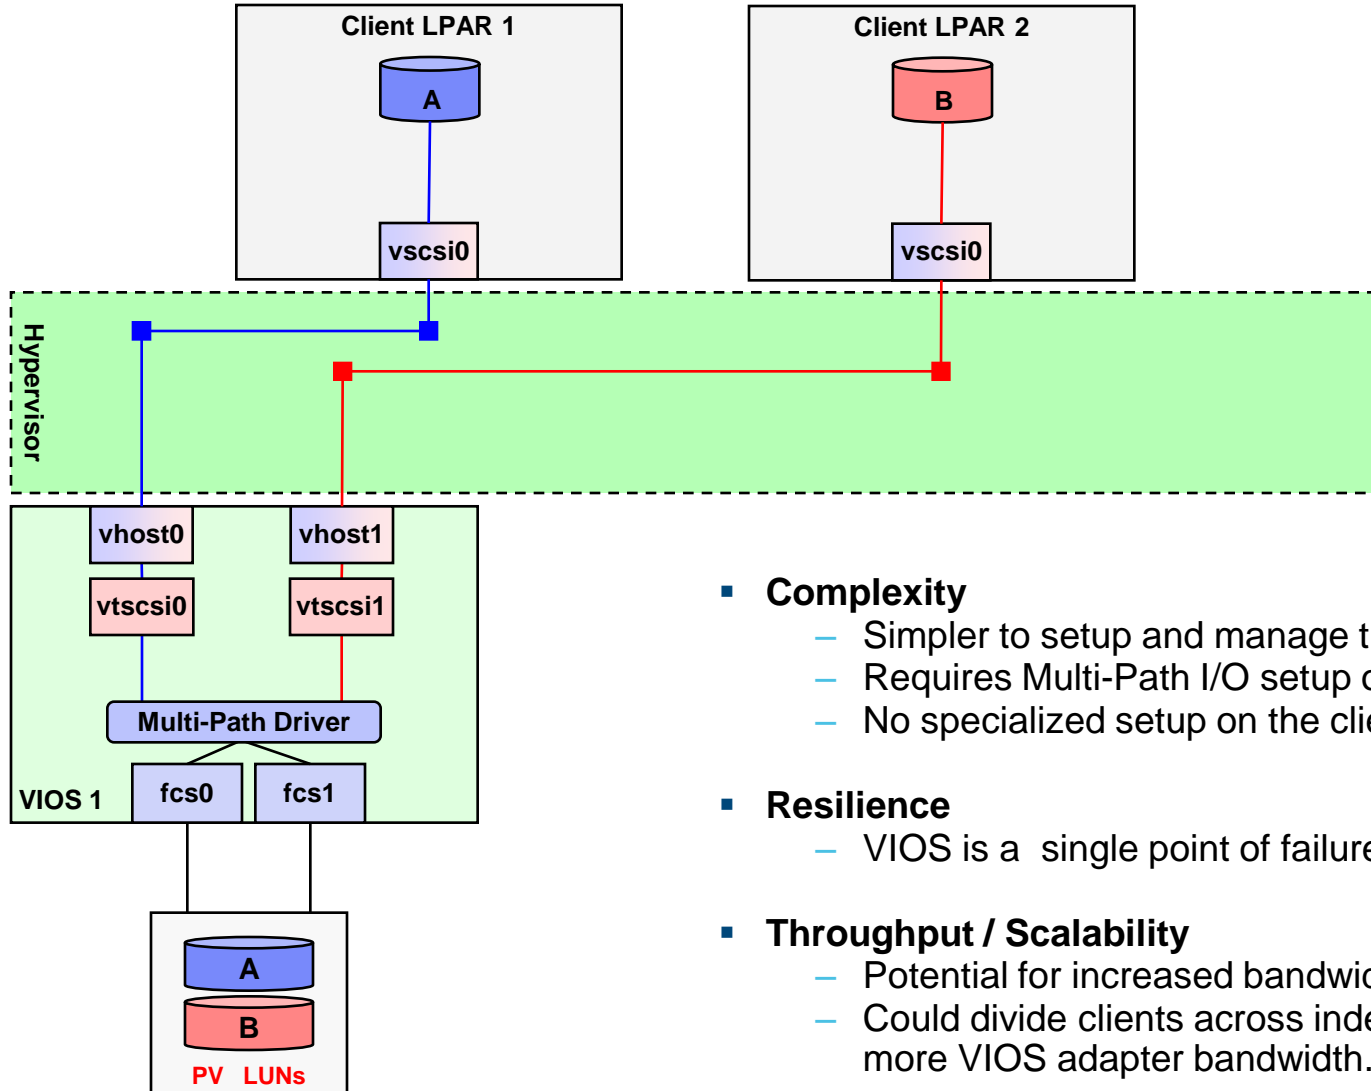 Client LPAR 1
Client LPAR 2
A
B
vscsi0
vscsi0
Hypervisor
vhost0
vhost1
vtscsi0
vtscsi1
Multi-Path Driver
VIOS 1
fcs0
fcs1
A
B
PV LUNs
▪ Complexity
– Simpler to setup and manage
– Requires Multi-Path I/O setup
– No specialized setup on the
▪ Resilience
– VIOS is a single point of failure
▪ Throughput / Scalability
– Potential for increased
– Could divide clients across
more VIOS adapter bandwidth.